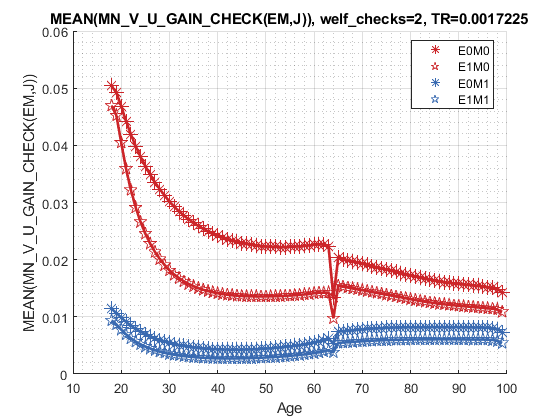 MEAN(MN_V_U_GAIN_CHECK(EM,J)), welf_checks=2, TR=0.0017225
E0M0
E1M0
E0M1
E1M1
MEAN(MN_V_U_GAIN_CHECK(EM,J))
0.06
0.05
0.04
0.03
0.02
0.01
0
10 20 30 40 50 60 70 80 90 100
Age